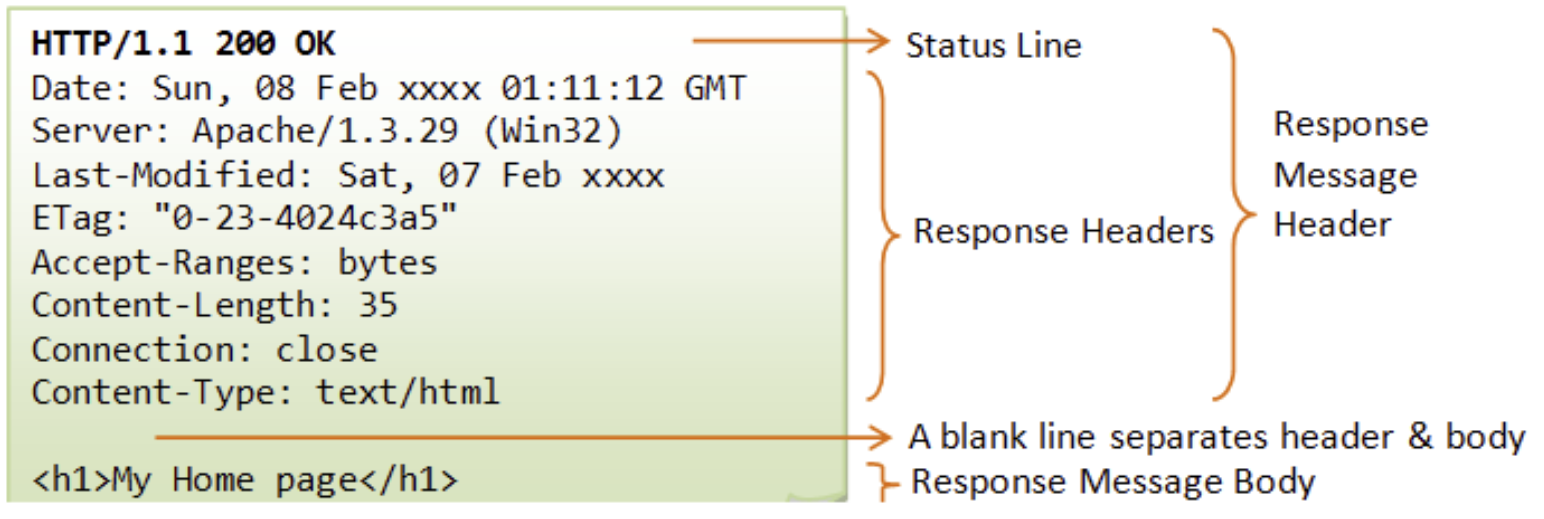 HTTP/1.1 200 OK
Date: Sun, 08 Feb xxxx 01:11:12 GMT
Server: Apache/1.3.29 (Win32)
Last-Modified: Sat, 07 Feb xxxx
ETag: "0-23-4024c3a5"
Accept-Ranges: bytes
Content-Length: 35
Connection: close
Content-Type: text/html
<h1>My Home page</h1>
Status Line
Response Headers
Response
Message
Header
A blank line separates header & body
Response Message Body